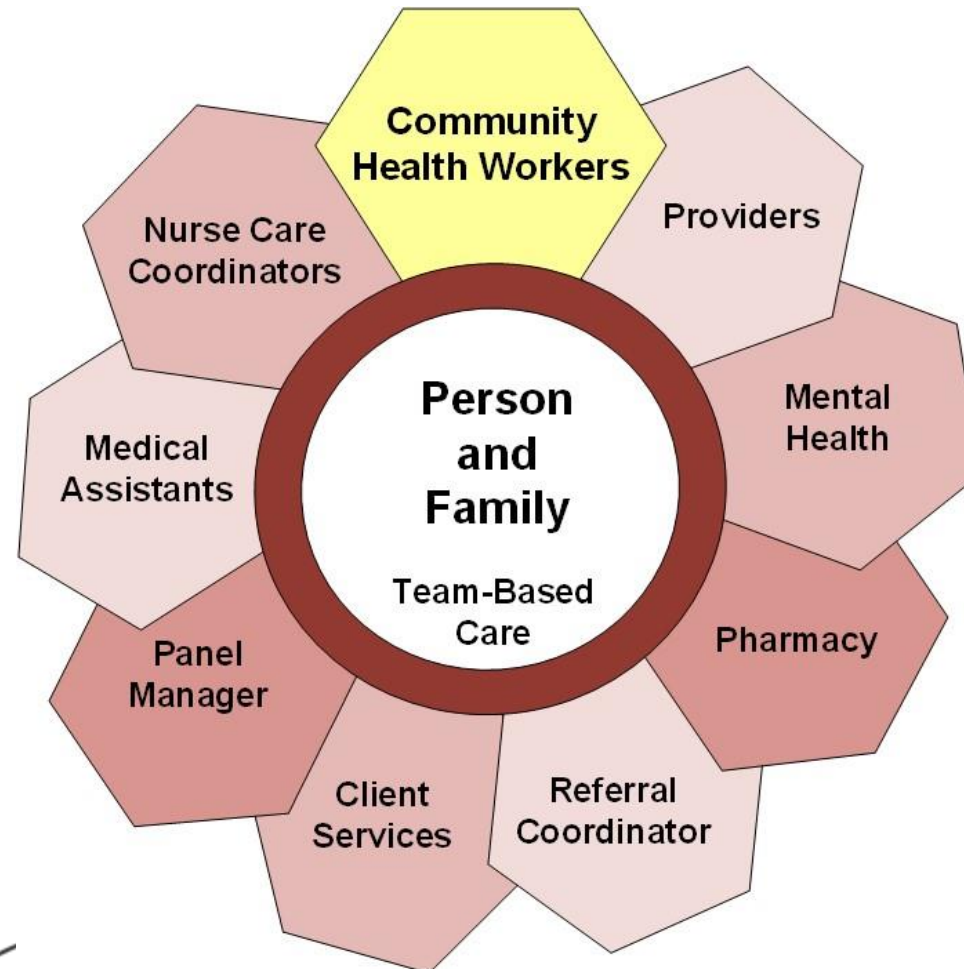 Community
Health Workers
Providers
Mental
Health
Pharmacy
Referral
Coordinator
Client
Services
Panel
Manager
Medical
Assistants
Nurse Care
Coordinators
Person
and
Family
Team-Based
Care